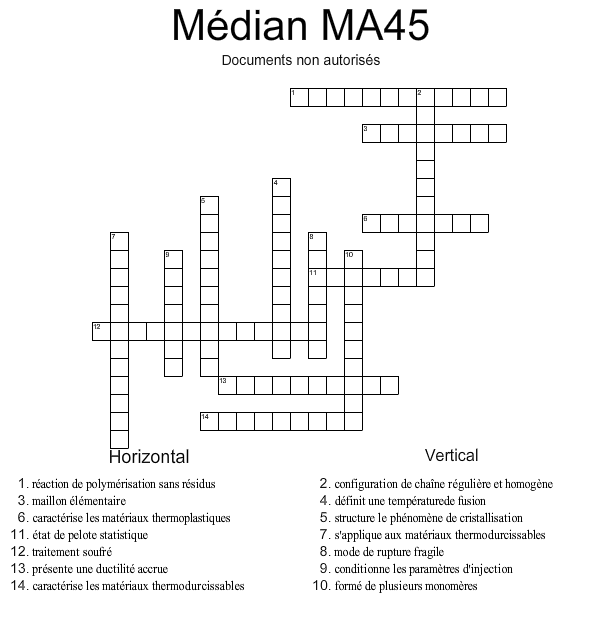 Médian MA45
Documents non autorisés
1 2
3
4
5
6
7 8
9 10
11
12
13
14
Horizontal
1. réaction de polymérisation sans résidus
3. maillon élémentaire
6. caractérise les matériaux thermoplastiques
11. état de pelote statistique
12. traitement soufré
13. présente une ductilité accrue
14. caractérise les matériaux thermodurcissables
Vertical
2. configuration de chaîne régulière et homogène
4. définit une températurede fusion
5. structure le phénomène de cristallisation
7. s'applique aux matériaux thermodurcissables
8. mode de rupture fragile
9. conditionne les paramètres d'injection
10. formé de plusieurs monomères